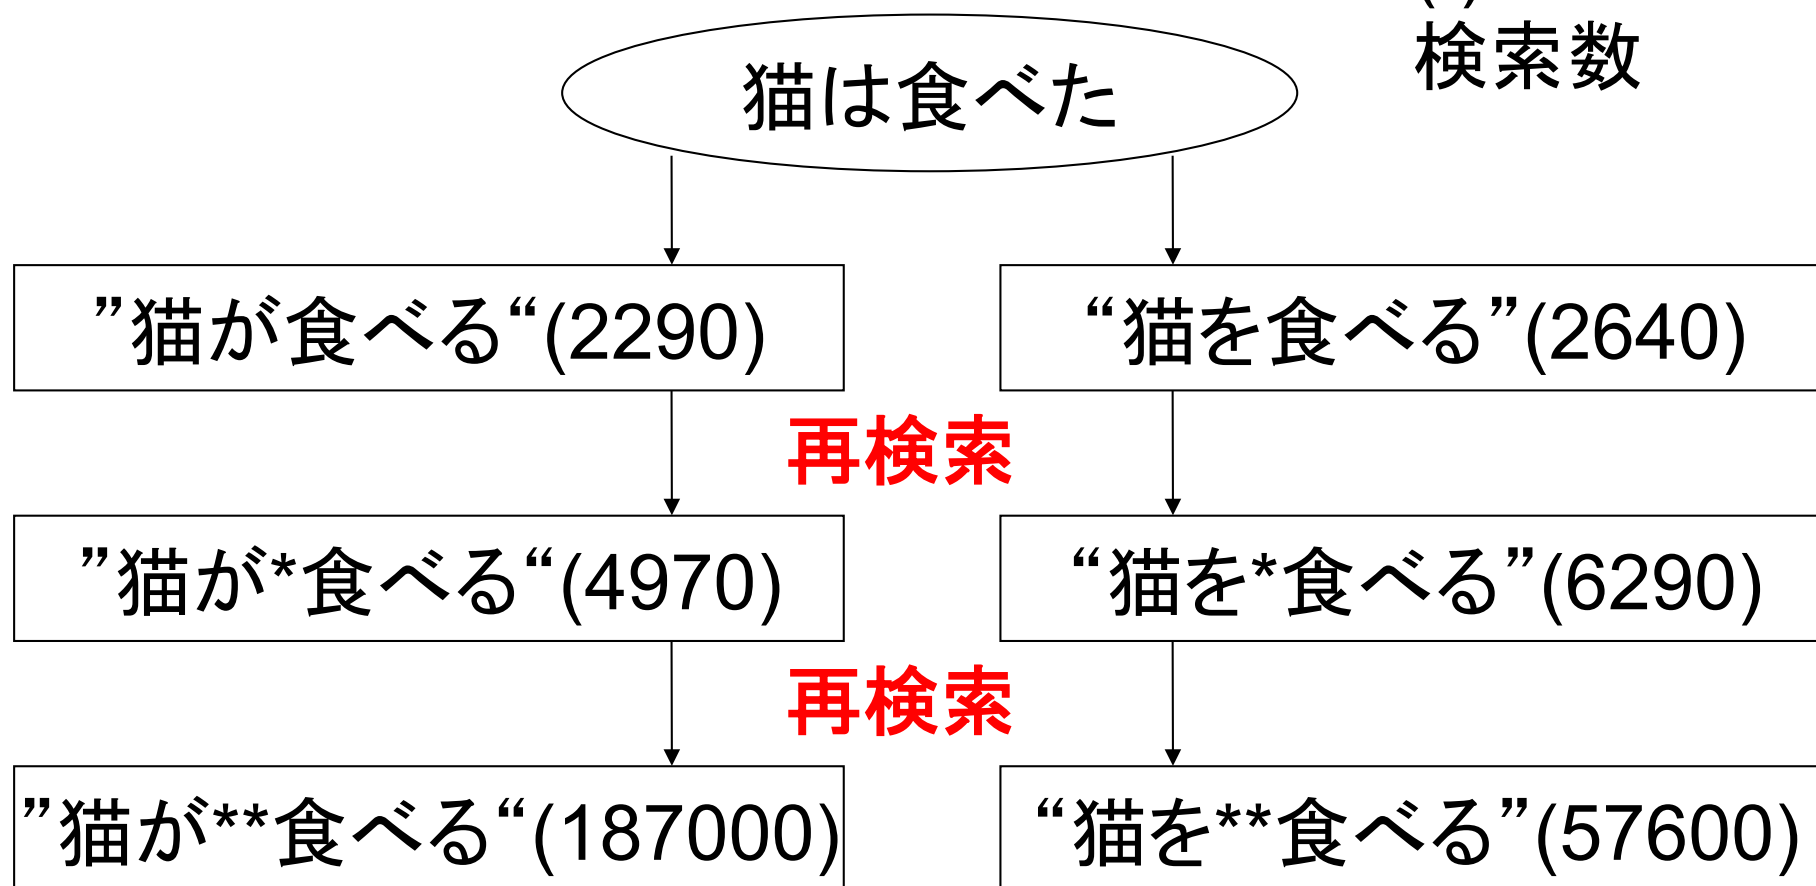 検索数
猫は食べた
”猫が食べる“(2290)
“猫を食べる”(2640)
再検索
”猫が*食べる“(4970)
“猫を*食べる”(6290)
再検索
”猫が**食べる“(187000)
“猫を**食べる”(57600)